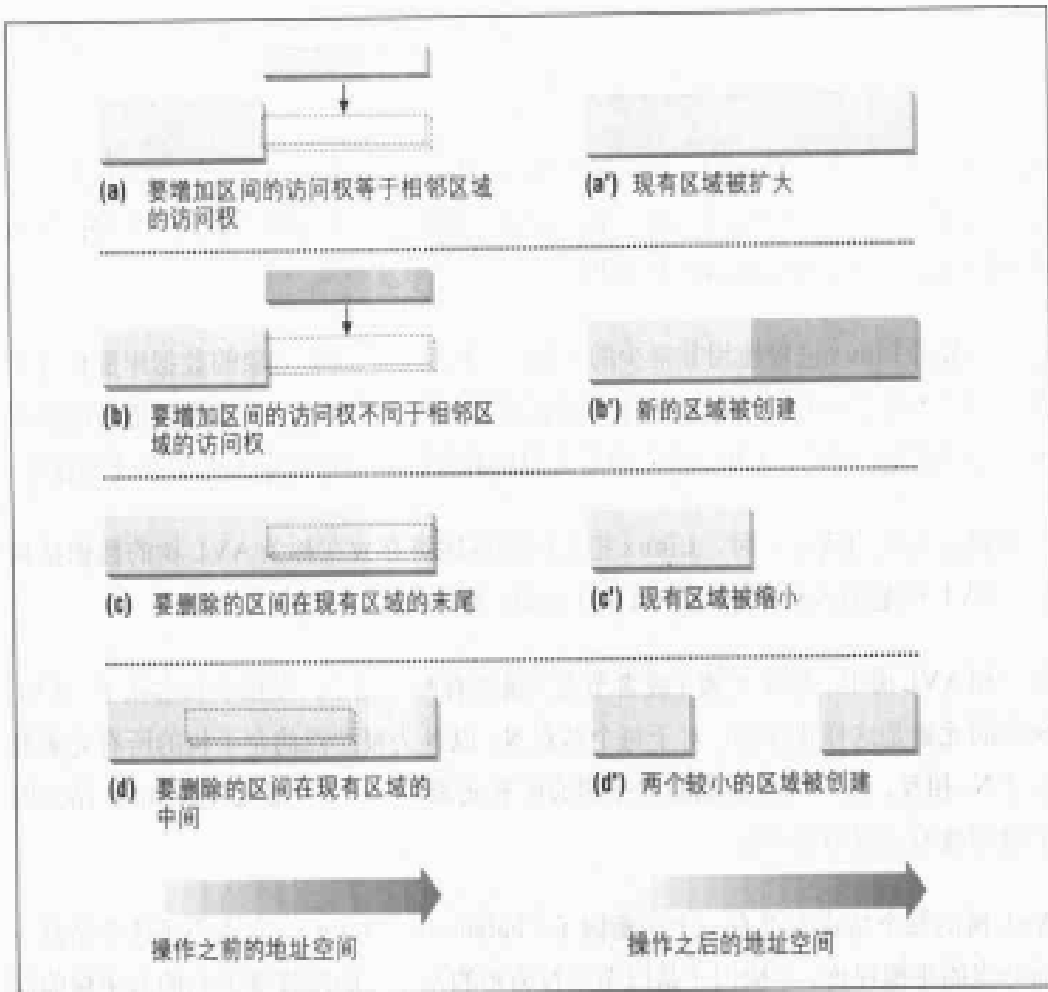 (a) 要增加区间的访问权等于相邻区域
的访问权
(a') 现有区域被扩大
(b) 要增加区间的访问权不同于相邻区
域的访问权
(b') 新的区域被创建
(c) 要删除的区间在现有区域的末尾
(c') 现有区域被缩小
(d) 要删除的区间在现有区域的
中间
(d') 两个较小的区域被创建
操作之前的地址空间
操作之后的地址空间